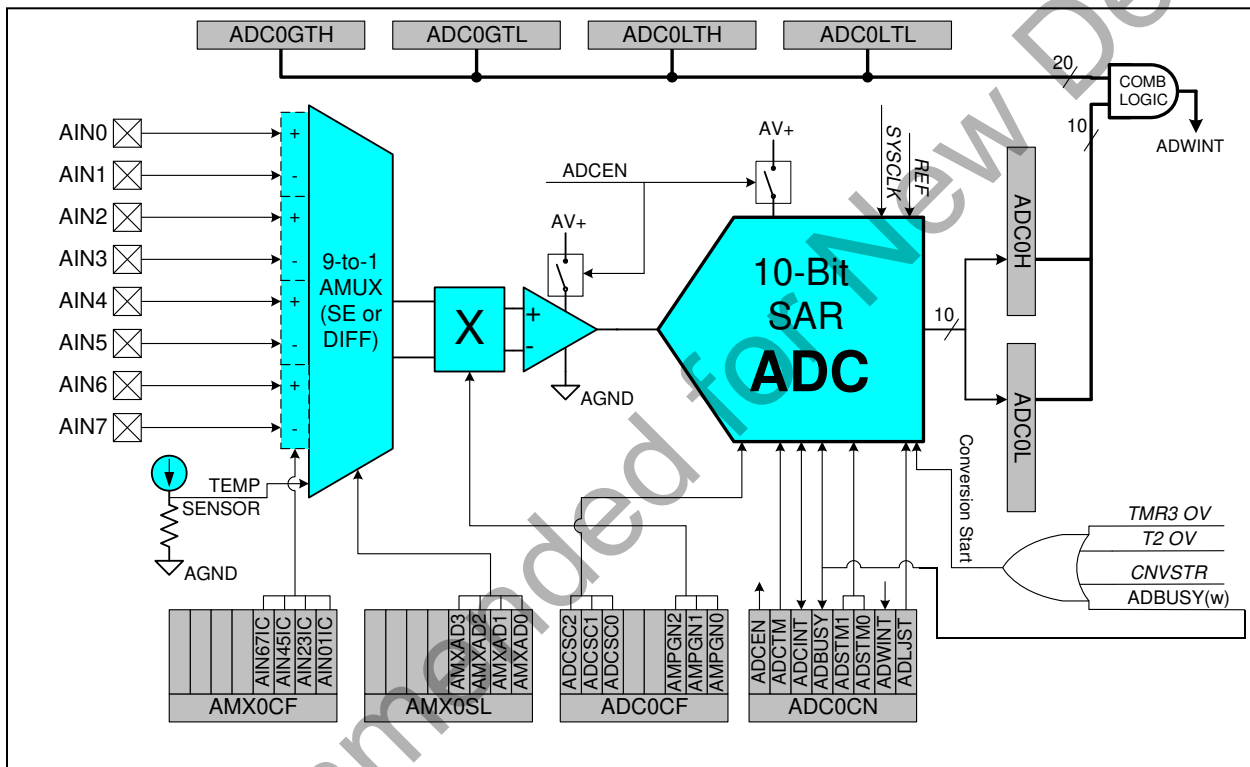 ADC0GTH
ADC0GTL
ADC0LTH
ADC0LTL
20
COMB
LOGIC
10
ADWINT
AIN0
AIN1
AIN2
AIN3
AIN4
AIN5
AIN6
AIN7
+
-
+
-
+
-
+
-
9-to-1
AMUX
(SE or
DIFF)
X
+
-
AV+
AGND
ADCEN
AV+
SYSCLK
REF
10-Bit
SAR
ADC
10
ADC0H
ADC0L
TEMP
SENSOR
AGND
Conversion Start
TMR3 OV
T2 OV
CNVSTR
ADBUSY(w)
AIN67IC
AIN45IC
AIN23IC
AIN01IC
AMX0CF
AMXAD3
AMXAD2
AMXAD1
AMXAD0
AMX0SL
ADCSC2
ADCSC1
ADCSC0
AMPGN2
AMPGN1
AMPGN0
ADC0CF
ADCEN
ADCTM
ADCINT
ADBUSY
ADSTM1
ADSTM0
ADWINT
ADLJST
ADC0CN
mmended for New De